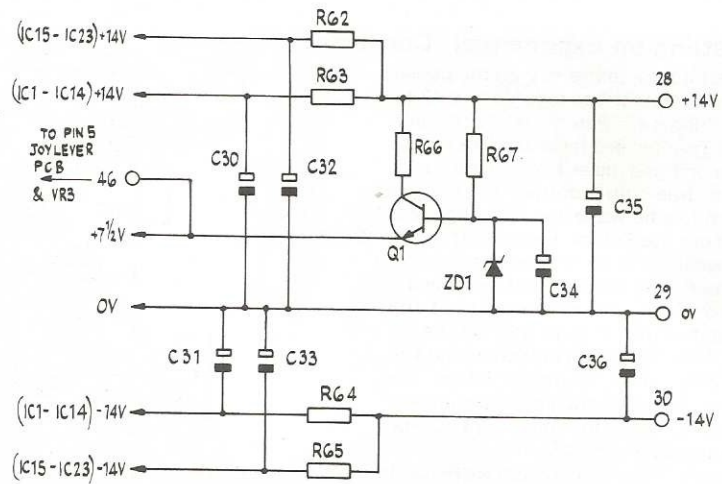 (IC15-IC23)+14V
R62
(IC1-IC14)+14V
R63
28
+14V
TO PIN 5
JOYLEVER
PCB
& VR3
46
C30
C32
R66
R67
C35
+7½V
Q1
ZD1
C34
0V
29
0V
C31
C33
C36
(IC1-IC14)-14V
R64
30
-14V
(IC15-IC23)-14V
R65